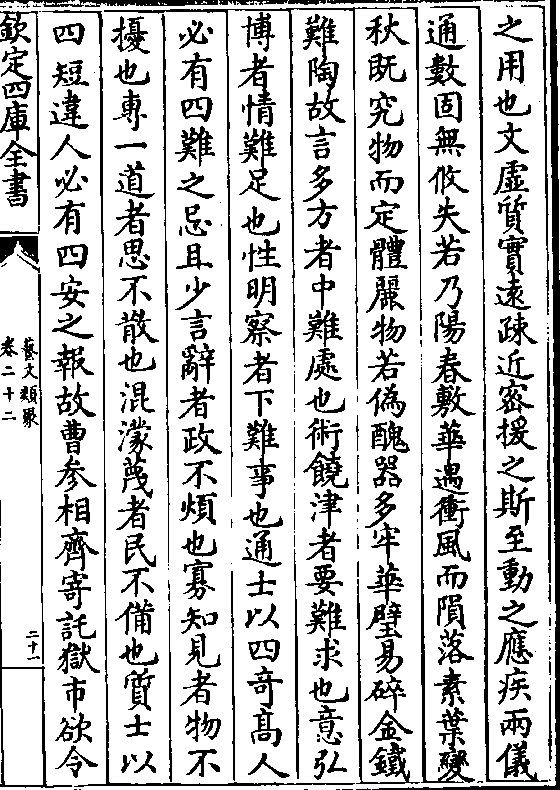 之用也文虛質實遠疎近密援之斯至動之應疾兩儀
通數固無攸失若乃陽春敷華遇衝風而隕落素葉變
秋既究物而定體麗物若偽醜器多牢華璧易碎金鐵
難陶故言多方者中難處也術饒津者要難求也意弘
博者情難足也性明察者下難事也通士以四奇高人
必有四難之忌且少言辭者政不煩也寡知見者物不
擾也專一道者思不散也混濛蔑者民不備也質士以
四短違人必有四安之報故曹參相齊寄託獄市欲令
欽定四庫全書
藝文類聚
卷二十二
二十一